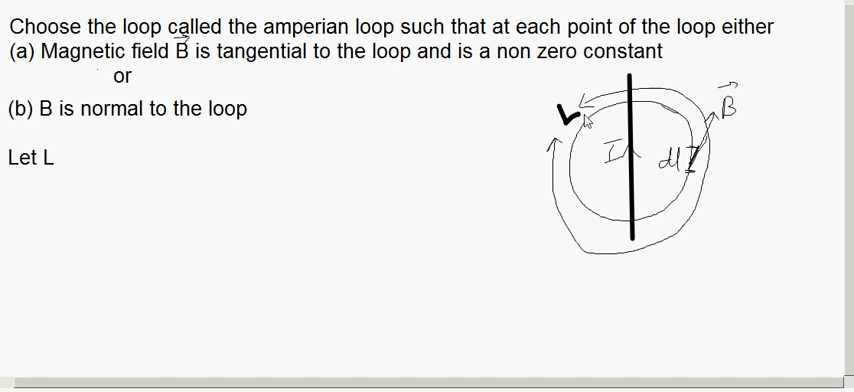 Choose the loop called the amperian loop such that at each point of the loop either
(a) Magnetic field B is tangential to the loop and is a non zero constant
or
(b) B is normal to the loop
B
I
dl
Let L